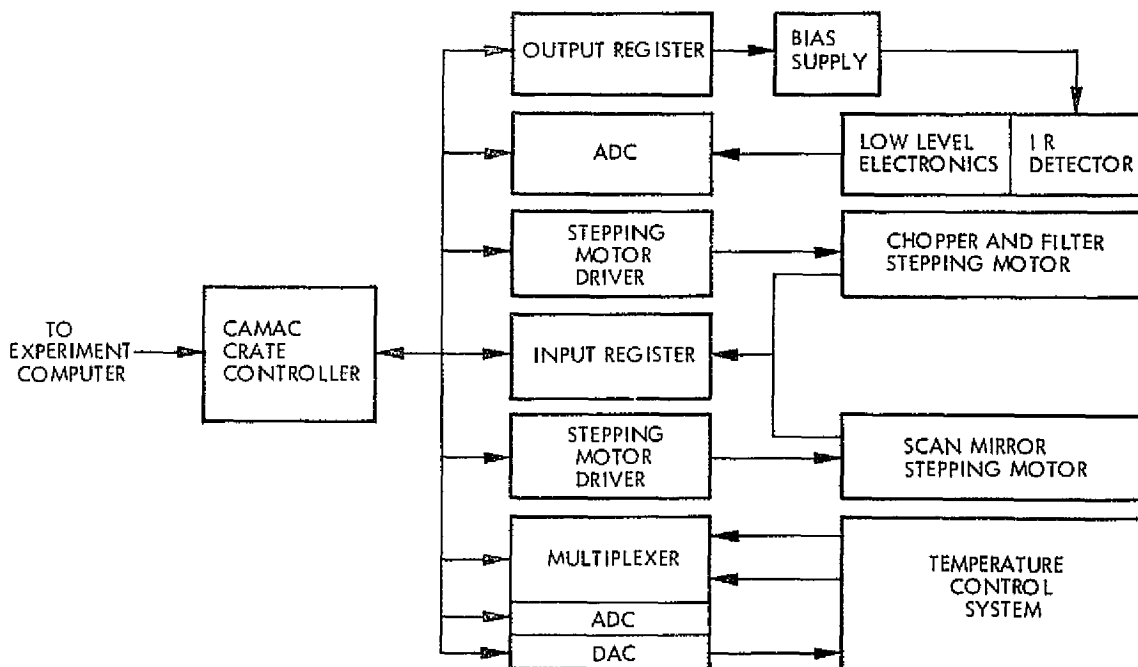 OUTPUT REGISTER
BIAS
SUPPLY
ADC
LOW LEVEL
ELECTRONICS
I R
DETECTOR
STEPPING
MOTOR
DRIVER
CHOPPER AND FILTER
STEPPING MOTOR
TO
EXPERIMENT
COMPUTER
CAMAC
CRATE
CONTROLLER
INPUT REGISTER
STEPPING
MOTOR
DRIVER
SCAN MIRROR
STEPPING MOTOR
MULTIPLEXER
ADC
DAC
TEMPERATURE
CONTROL
SYSTEM